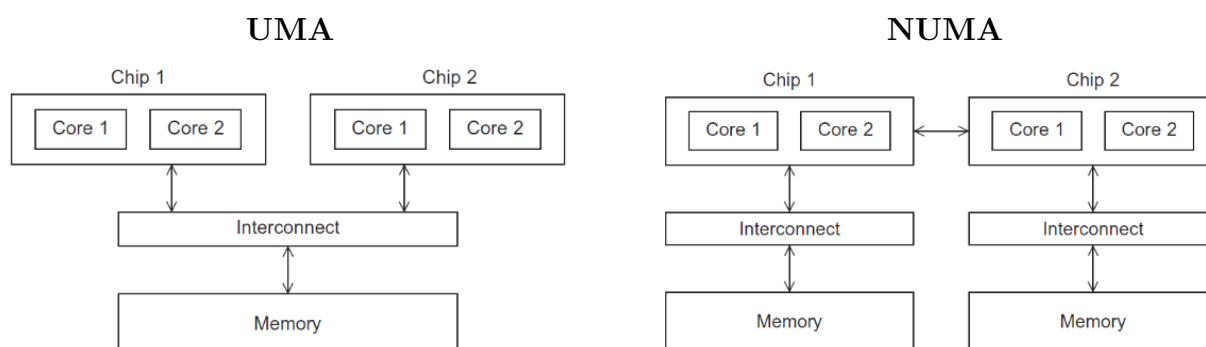 UMA
Chip 1
Chip 2
Core 1
Core 2
Core 1
Core 2
Interconnect
Memory
NUMA
Chip 1
Chip 2
Core 1
Core 2
Core 1
Core 2
Interconnect
Interconnect
Memory
Memory